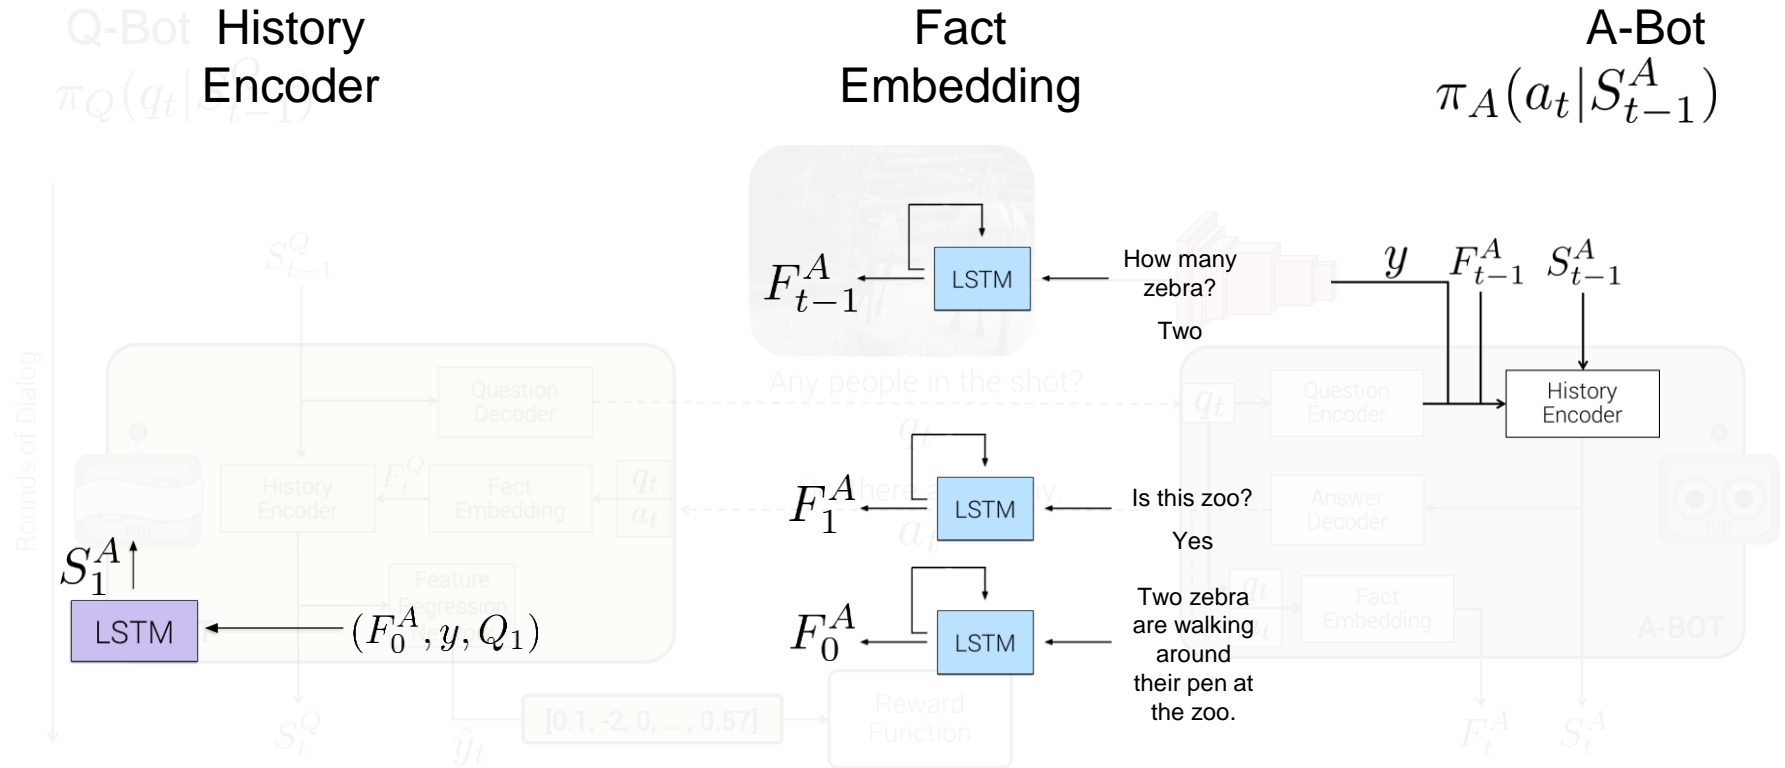 Q-Bot
π_Q(q_t|S^Q_{t-1})
History
Encoder
Fact
Embedding
A-Bot
π_A(a_t|S^A_{t-1})
Rounds of Dialog
S^Q_{t-1}
Question
Decoder
History
Encoder
F^Q_t
Fact
Embedding
q_t
a_t
Feature
Regression
S^A_1
LSTM
(F^A_0, y, Q_1)
S^Q_t
ŷ_t
[0.1, -2, 0, ... , 0.57]
Reward
Function
F^A_{t-1}
LSTM
How many
zebra?
Two
Any people in the shot?
q_t
F^A_1
LSTM
Is this zoo?
Yes
a_t
F^A_0
LSTM
Two zebra
are walking
around
their pen at
the zoo.
y
F^A_{t-1}
S^A_{t-1}
q_t
Question
Encoder
History
Encoder
Answer
Decoder
q_t
a_t
Fact
Embedding
A-BOT
F^A_t
S^A_t